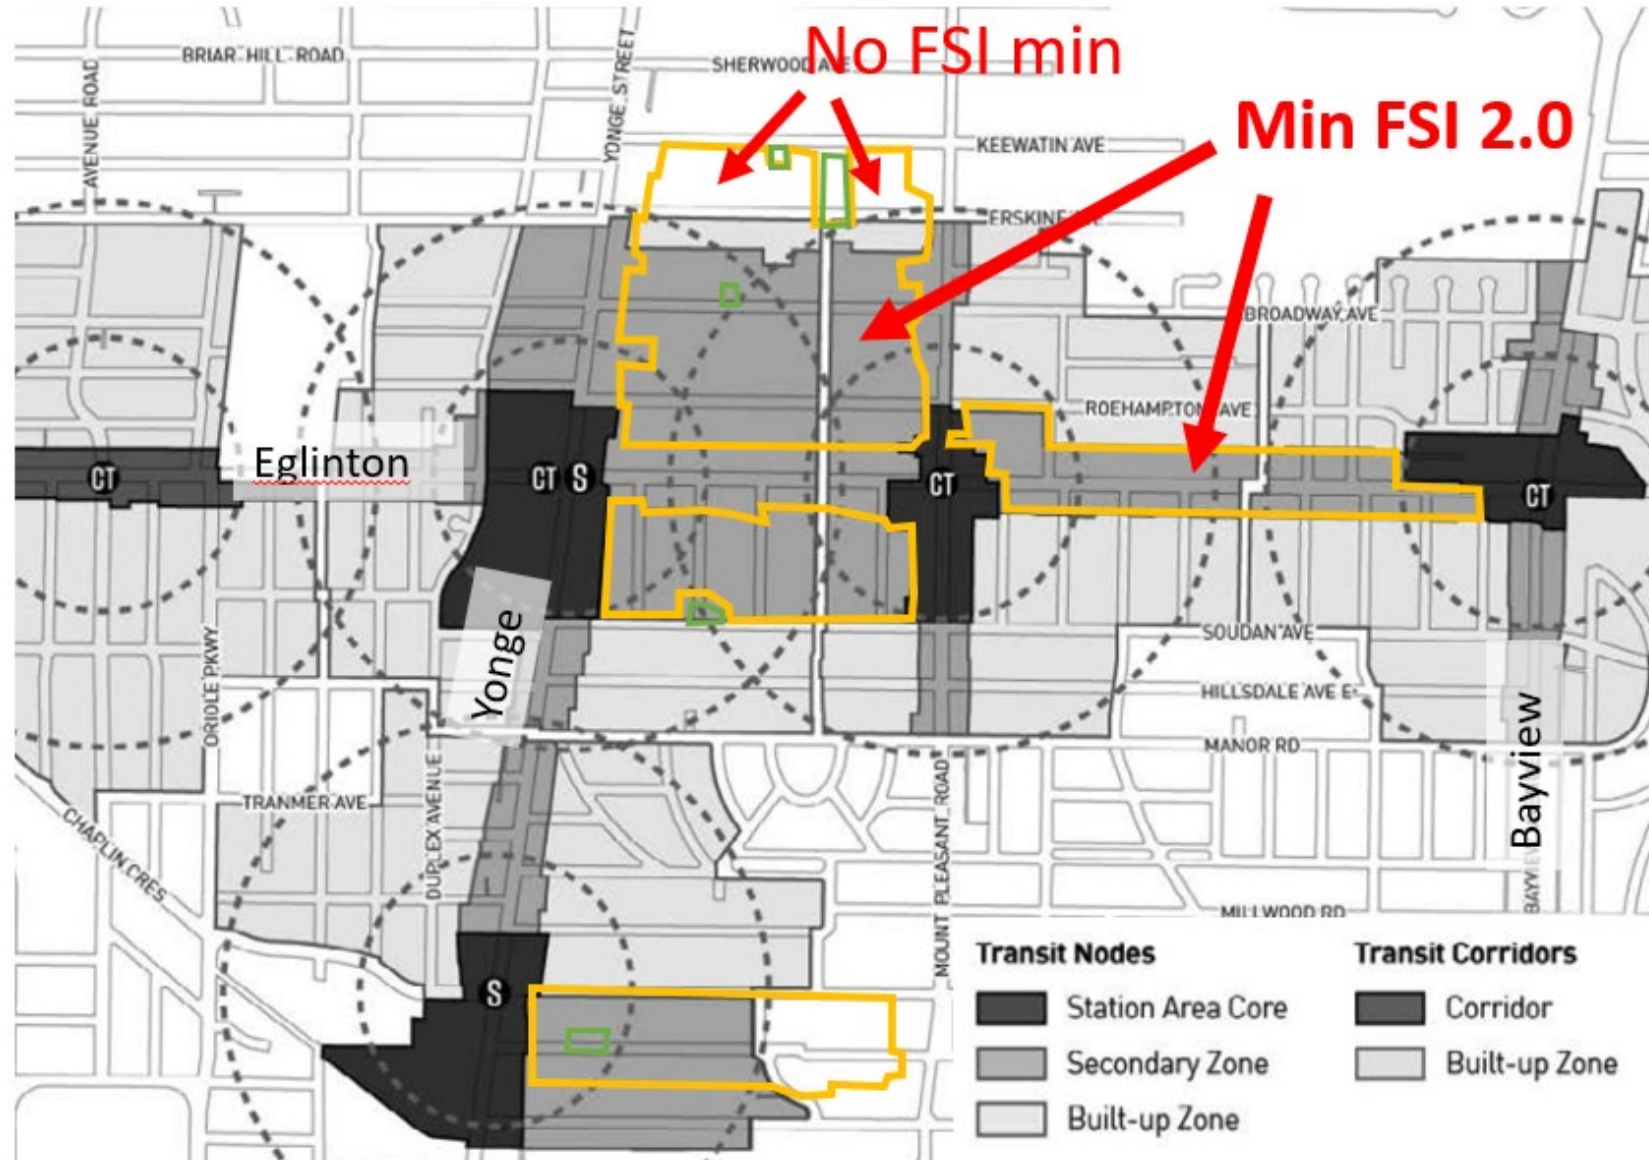 No FSI min
BRIAR HILL ROAD
SHERWOOD AVE
Min FSI 2.0
AVENUE ROAD
YONGE STREET
KEEWATIN AVE
ERSKINE AVE
BROADWAY AVE
ROEHAMPTON AVE
Eglinton
CT
CT S
CT
CT
Yonge
ORIOLE PKWY
SOUDAN AVE
HILLSDALE AVE E
MANOR RD
Bayview
TRANMER AVE
DUPLEX AVENUE
MOUNT PLEASANT ROAD
CHAPLIN CRES
MILLWOOD RD
S
Transit Nodes
Station Area Core
Secondary Zone
Built-up Zone
Transit Corridors
Corridor
Built-up Zone